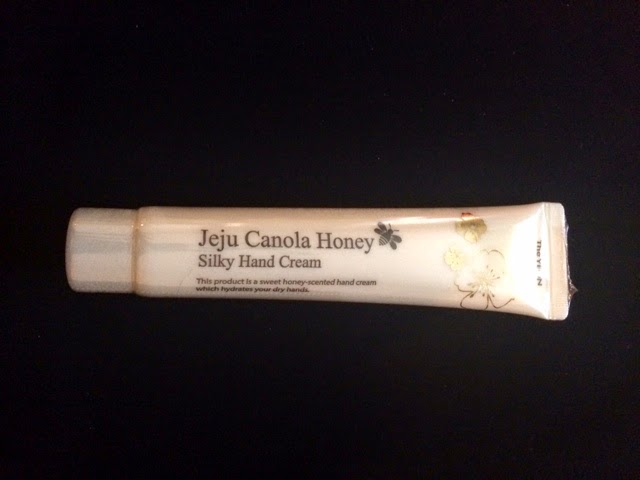 Jeju Canola Honey
Silky Hand Cream
This product is a sweet honey-scented hand cream
which hydrates your dry hands.